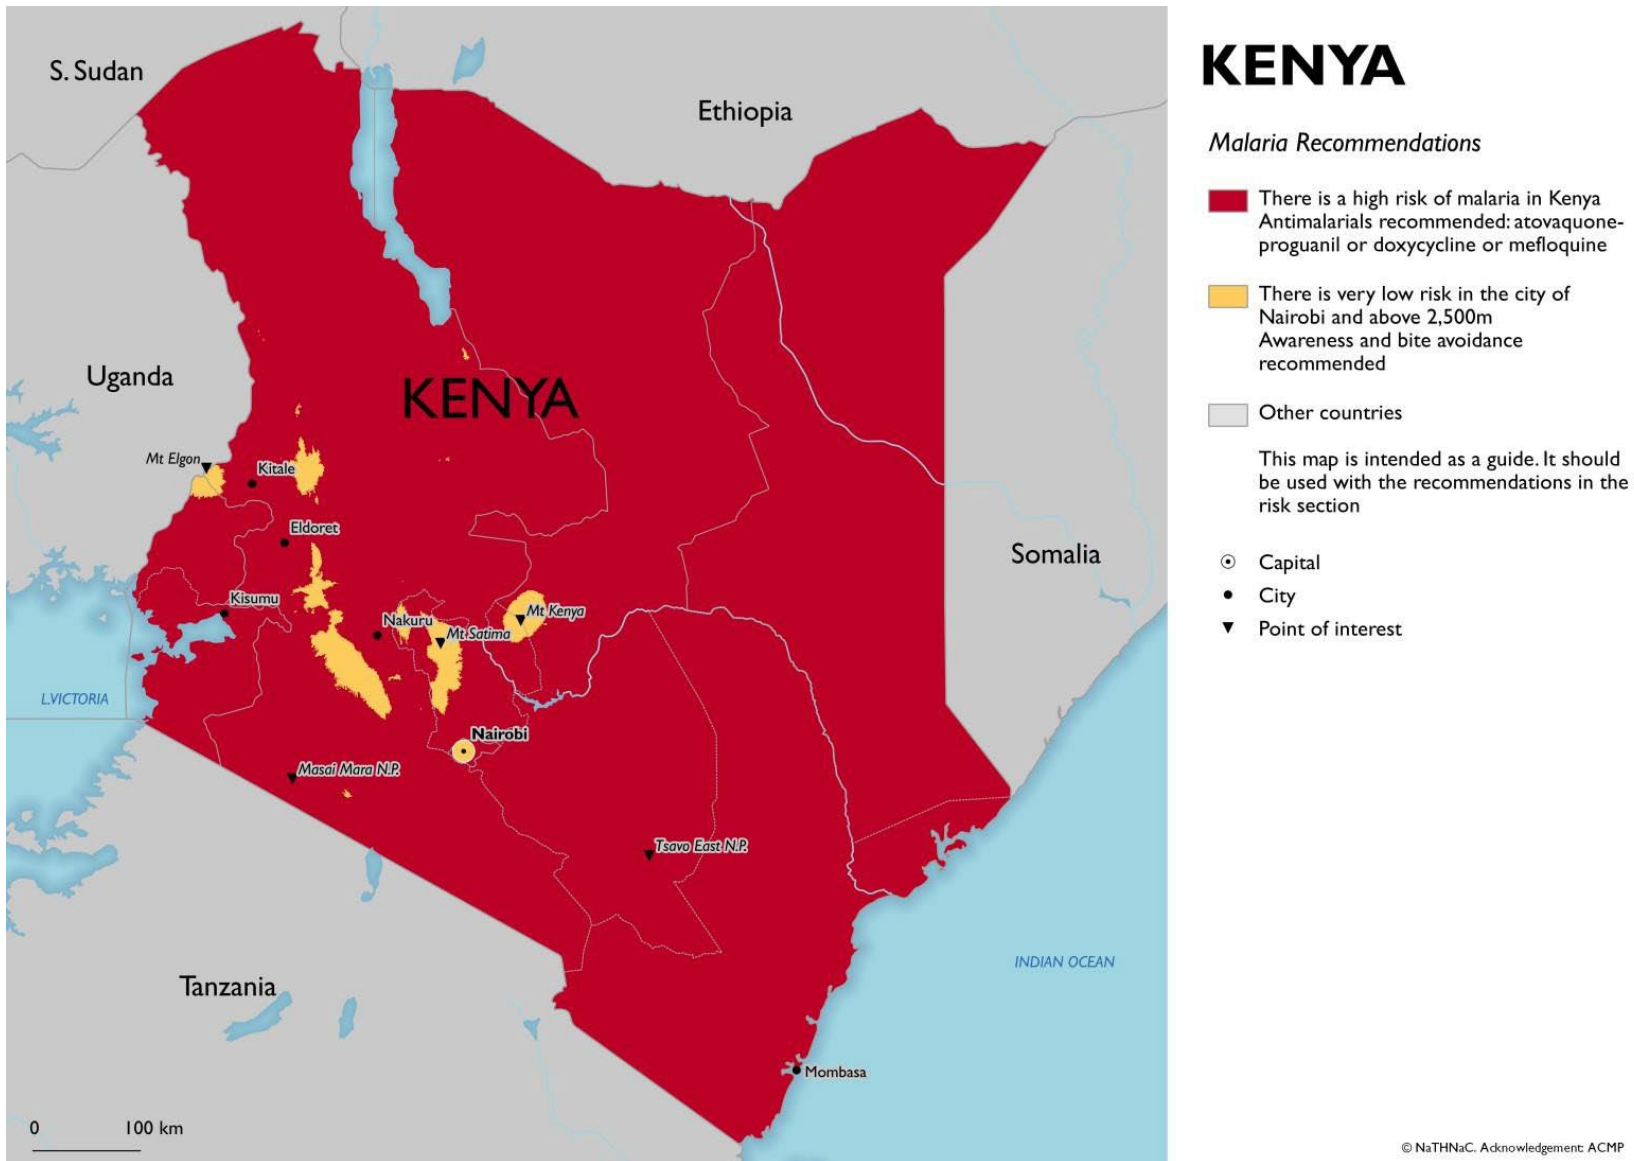 S. Sudan
Ethiopia
Uganda
KENYA
Mt Elgon
Kitale
Eldoret
Kisumu
Nakuru
Mt Satima
Mt Kenya
Somalia
L.VICTORIA
Nairobi
Masai Mara N.P.
Tsavo East N.P.
Tanzania
INDIAN OCEAN
Mombasa
0 100 km
KENYA
Malaria Recommendations
There is a high risk of malaria in Kenya
Antimalarials recommended: atovaquone-
proguanil or doxycycline or mefloquine
There is very low risk in the city of
Nairobi and above 2,500m
Awareness and bite avoidance
recommended
Other countries
This map is intended as a guide. It should
be used with the recommendations in the
risk section
Capital
City
Point of interest
© NaTHNaC. Acknowledgement: ACMP